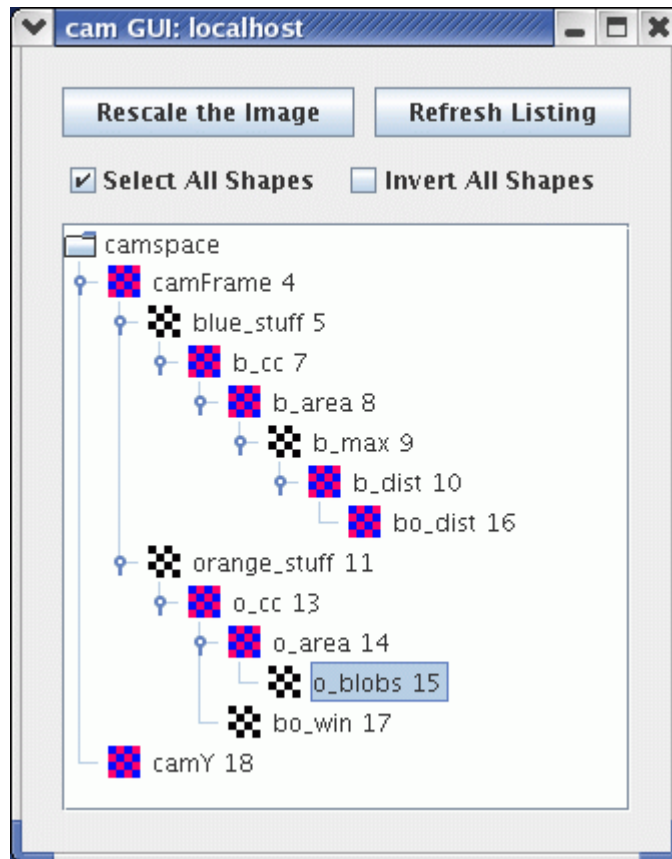 cam GUI: localhost
Rescale the Image Refresh Listing
Select All Shapes Invert All Shapes
camspace
camFrame 4
blue_stuff 5
b_cc 7
b_area 8
b_max 9
b_dist 10
bo_dist 16
orange_stuff 11
o_cc 13
o_area 14
o_blobs 15
bo_win 17
camY 18